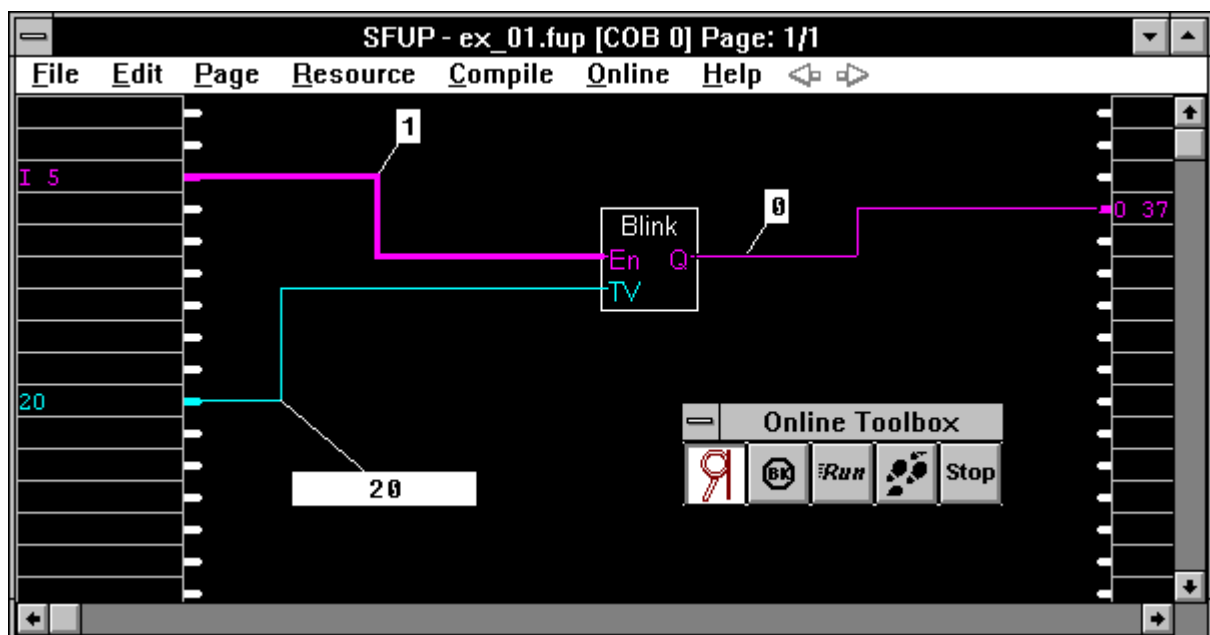 SFUP - ex_01.fup [COB 0] Page: 1/1
File Edit Page Resource Compile Online Help
1
I 5
0
O 37
Blink
En Q
TV
20
Online Toolbox
BK Run Stop
20